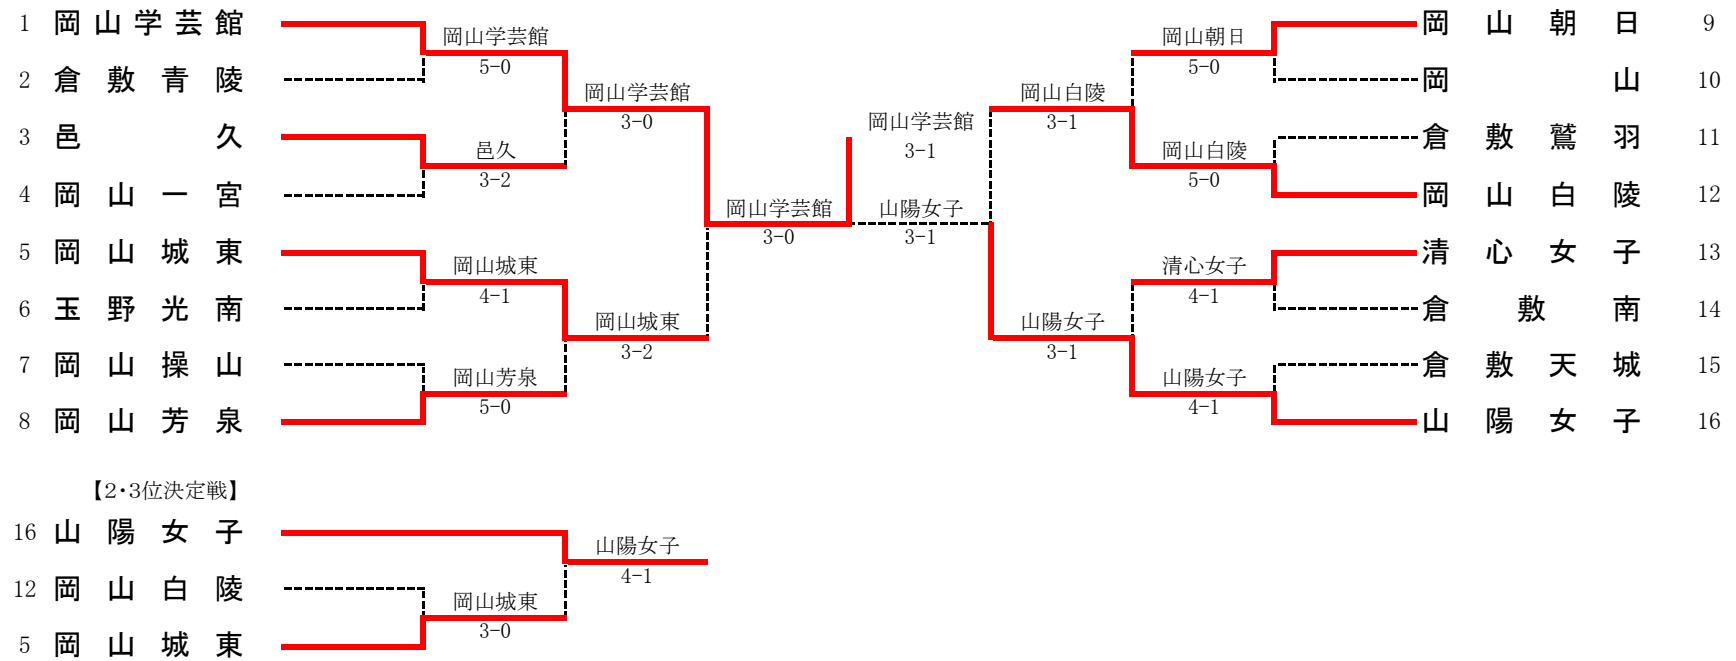 1 岡山学芸館
岡山学芸館
5-0
2 倉敷青陵
岡山学芸館
3-0
3 邑久
邑久
3-2
4 岡山一宮
岡山学芸館
3-0
5 岡山城東
岡山城東
4-1
6 玉野光南
岡山城東
3-2
7 岡山操山
岡山芳泉
5-0
8 岡山芳泉
岡山学芸館
3-1
山陽女子
3-1
岡山朝日 9
岡山朝日
5-0
岡山 10
岡山白陵
3-1
倉敷鷲羽 11
岡山白陵
5-0
岡山白陵 12
清心女子 13
清心女子
4-1
倉敷南 14
山陽女子
3-1
倉敷天城 15
山陽女子
4-1
山陽女子 16
【2・3位決定戦】
16 山陽女子
山陽女子
4-1
12 岡山白陵
岡山城東
3-0
5 岡山城東